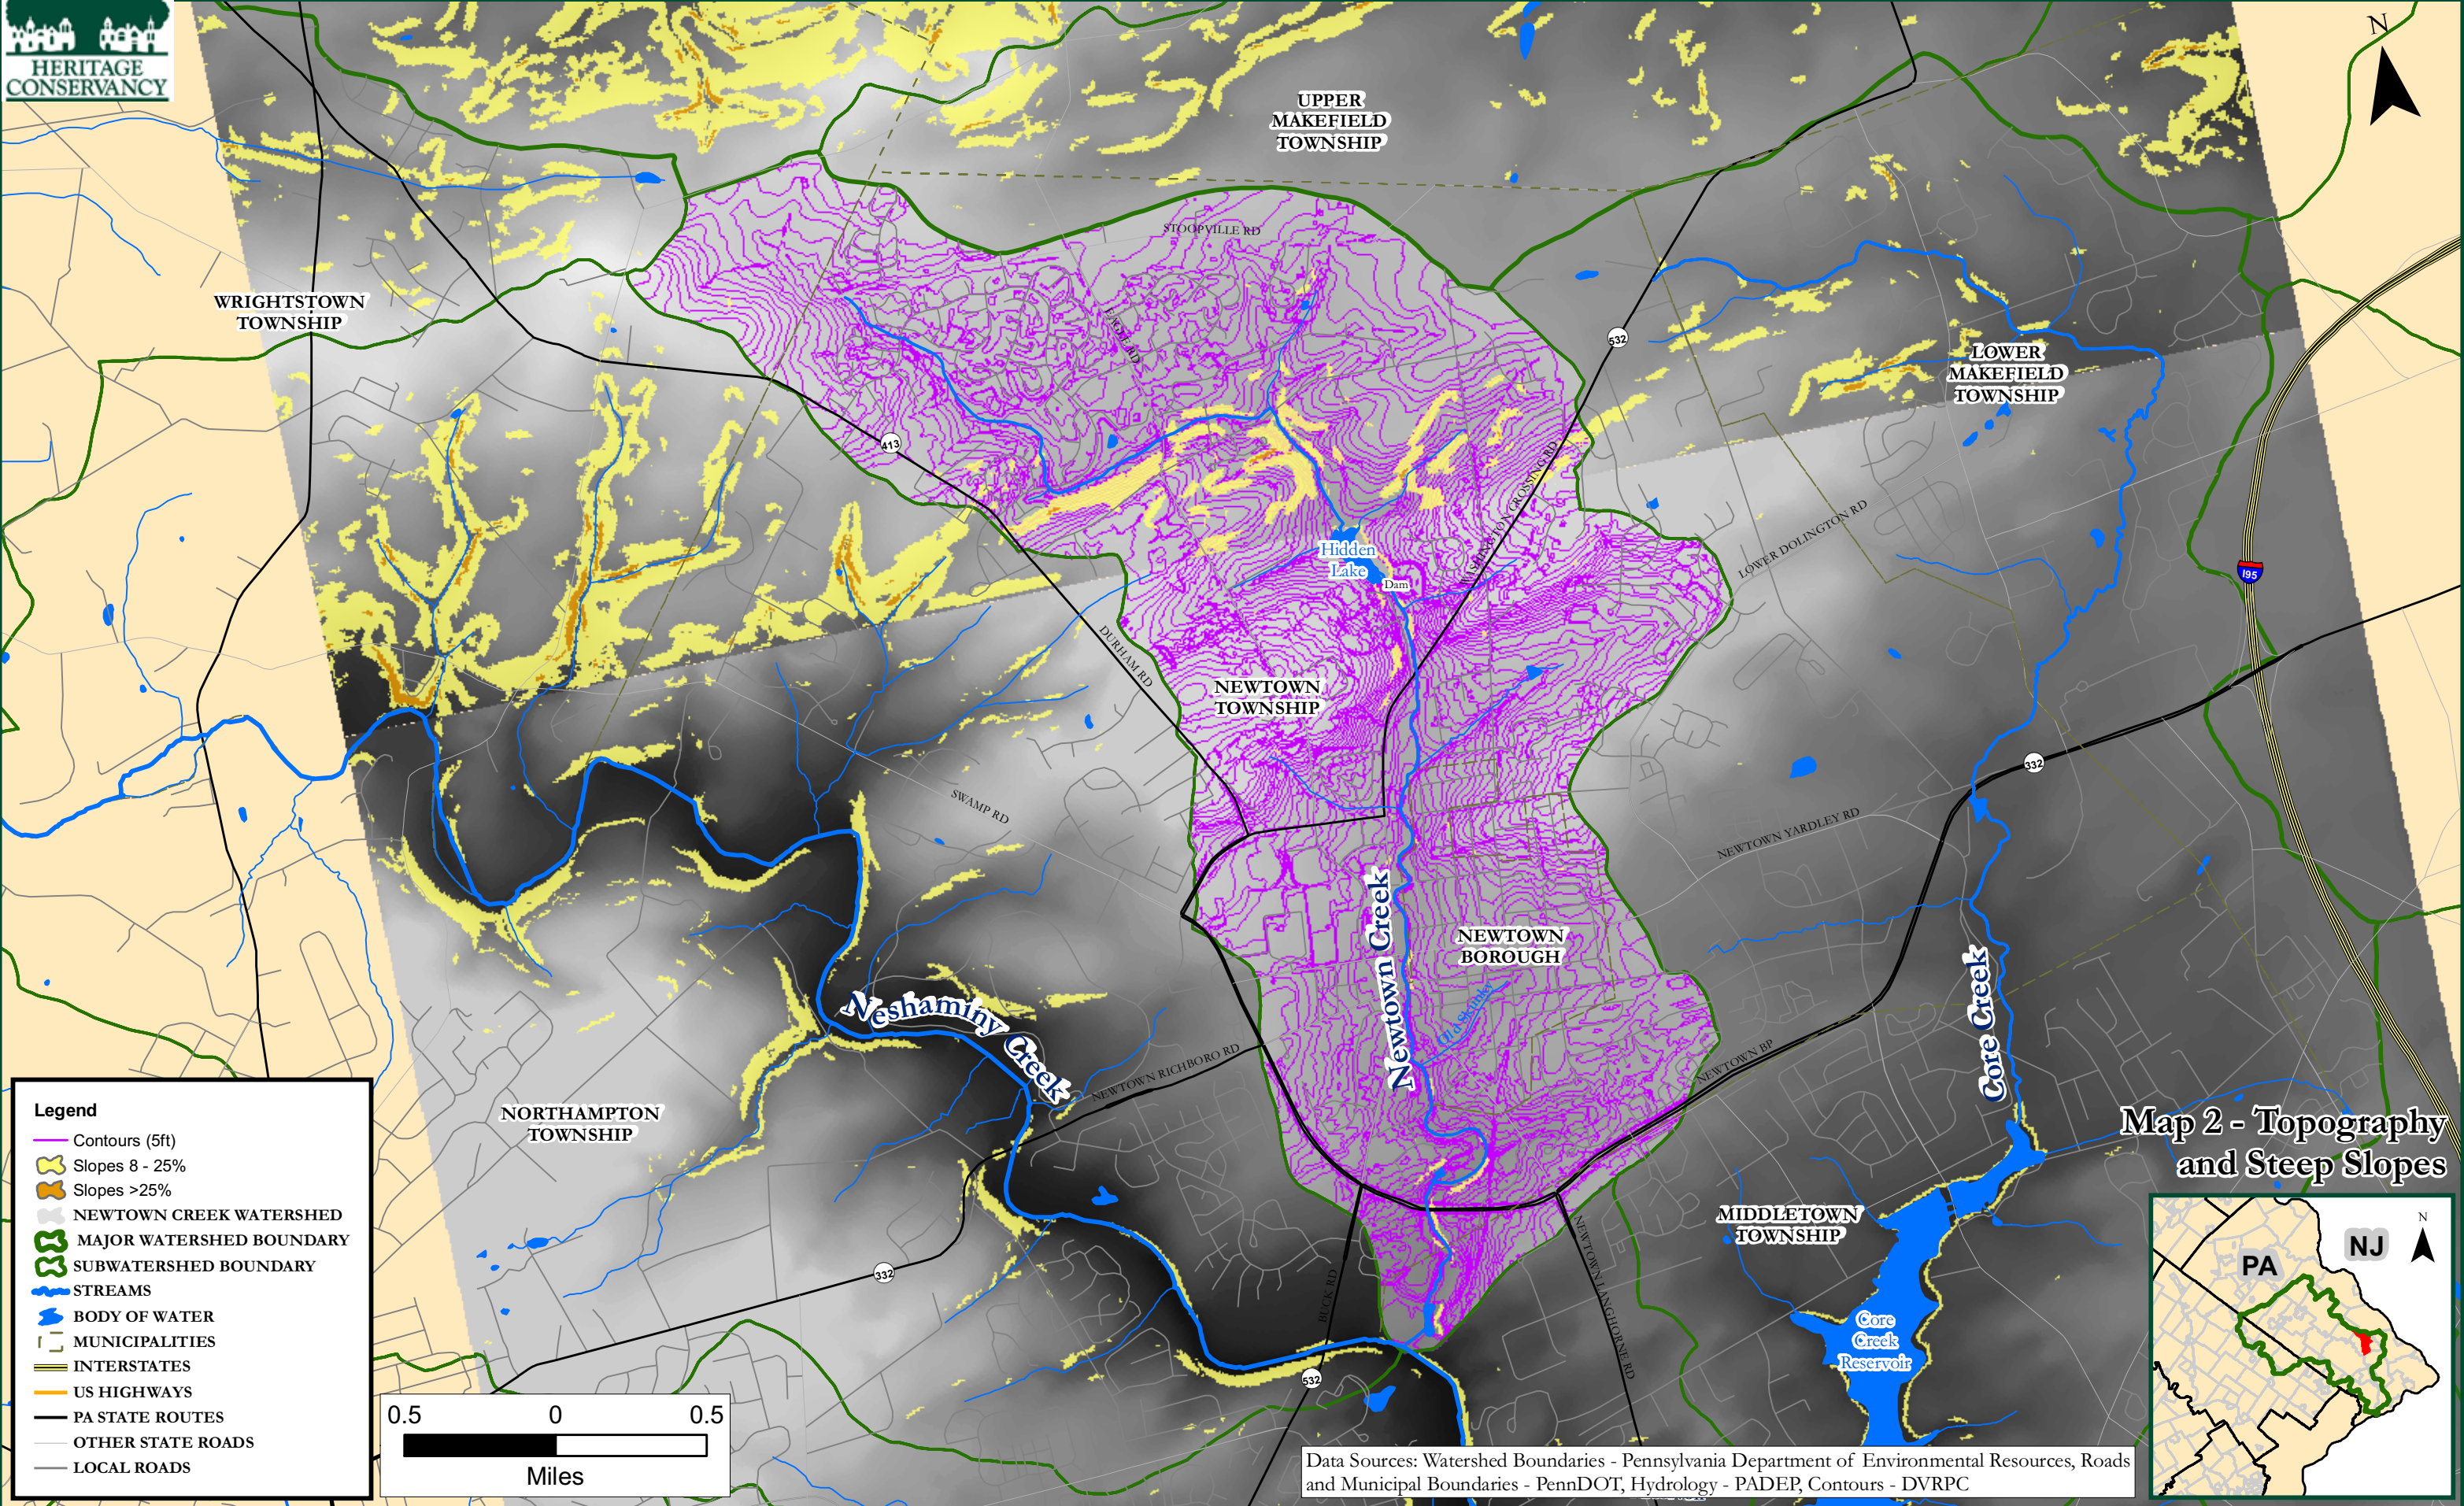 HERITAGE
CONSERVANCY
N
UPPER
MAKEFIELD
TOWNSHIP
STOOPVILLE RD
WRIGHTSTOWN
TOWNSHIP
EAGLE RD
532
LOWER
MAKEFIELD
TOWNSHIP
413
WASHINGTON CROSSING RD
LOWER DOLINGTON RD
Hidden
Lake
Dam
I95
DURHAM RD
NEWTOWN
TOWNSHIP
332
SWAMP RD
NEWTOWN YARDLEY RD
Newtown Creek
NEWTOWN
BOROUGH
Core Creek
Neshaminy Creek
NEWTOWN RICHBORO RD
NEWTOWN BP
NORTHAMPTON
TOWNSHIP
Map 2 - Topography
and Steep Slopes
MIDDLETOWN
TOWNSHIP
NEWTOWN LANGHORNE RD
BUCK RD
332
532
Core
Creek
Reservoir
Legend
Contours (5ft)
Slopes 8 - 25%
Slopes >25%
NEWTOWN CREEK WATERSHED
MAJOR WATERSHED BOUNDARY
SUBWATERSHED BOUNDARY
STREAMS
BODY OF WATER
MUNICIPALITIES
INTERSTATES
US HIGHWAYS
PA STATE ROUTES
OTHER STATE ROADS
LOCAL ROADS
0.5 0 0.5
Miles
PA
NJ
N
Data Sources: Watershed Boundaries - Pennsylvania Department of Environmental Resources, Roads
and Municipal Boundaries - PennDOT, Hydrology - PADEP, Contours - DVRPC